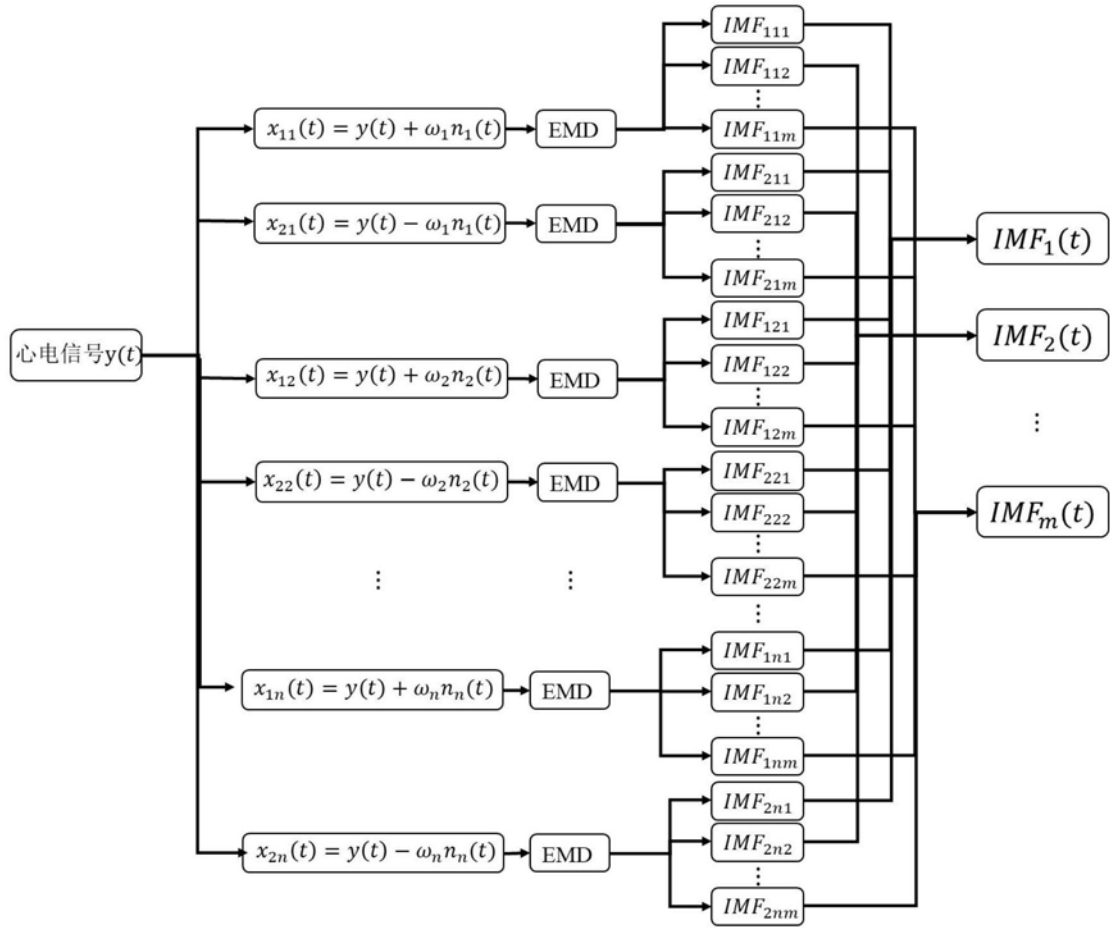 心电信号y(t)
x₁₁(t) = y(t) + ω₁n₁(t)
EMD
IMF₁₁₁
IMF₁₁₂
⋮
IMF₁₁ₘ
x₂₁(t) = y(t) − ω₁n₁(t)
EMD
IMF₂₁₁
IMF₂₁₂
⋮
IMF₂₁ₘ
x₁₂(t) = y(t) + ω₂n₂(t)
EMD
IMF₁₂₁
IMF₁₂₂
⋮
IMF₁₂ₘ
x₂₂(t) = y(t) − ω₂n₂(t)
EMD
IMF₂₂₁
IMF₂₂₂
⋮
IMF₂₂ₘ
⋮
⋮
⋮
x₁ₙ(t) = y(t) + ωₙnₙ(t)
EMD
IMF₁ₙ₁
IMF₁ₙ₂
⋮
IMF₁ₙₘ
x₂ₙ(t) = y(t) − ωₙnₙ(t)
EMD
IMF₂ₙ₁
IMF₂ₙ₂
⋮
IMF₂ₙₘ
IMF₁(t)
IMF₂(t)
⋮
IMFₘ(t)